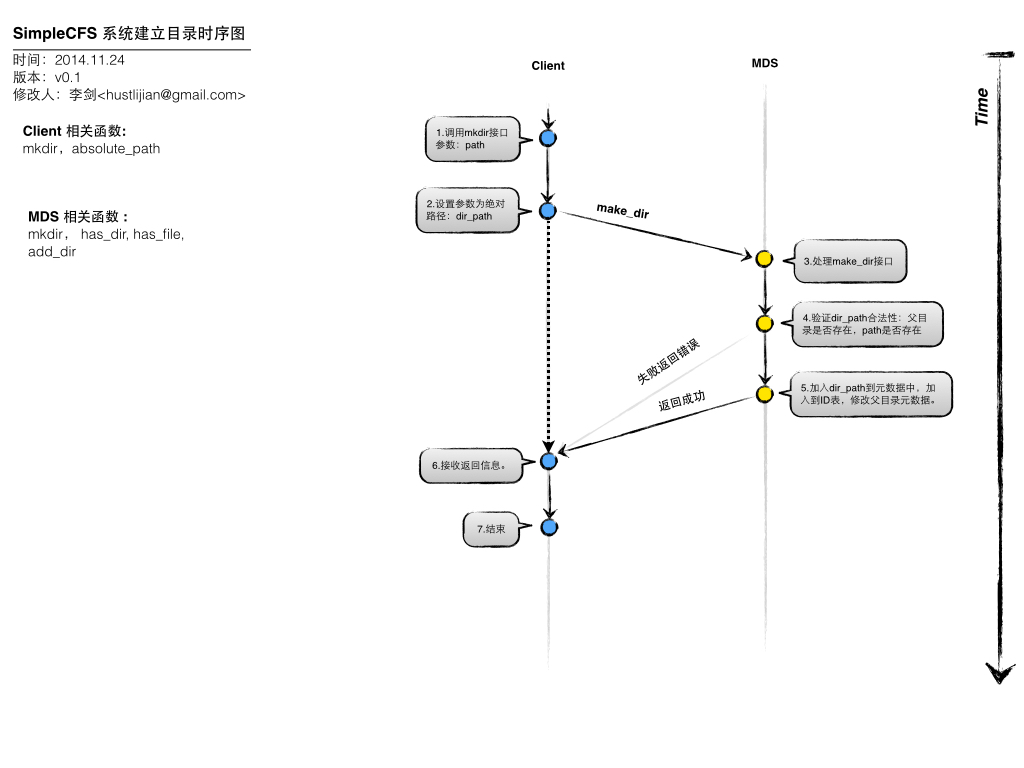 SimpleCFS 系统建立目录时序图
时间：2014.11.24
版本：v0.1
修改人：李剑<hustlijian@gmail.com>
Client 相关函数:
mkdir，absolute_path
MDS 相关函数：
mkdir， has_dir, has_file,
add_dir
Client
MDS
Time
1.调用mkdir接口
参数：path
2.设置参数为绝对
路径：dir_path
make_dir
3.处理make_dir接口
4.验证dir_path合法性：父目
录是否存在，path是否存在
失败返回错误
5.加入dir_path到元数据中，加
入到ID表，修改父目录元数据。
返回成功
6.接收返回信息。
7.结束